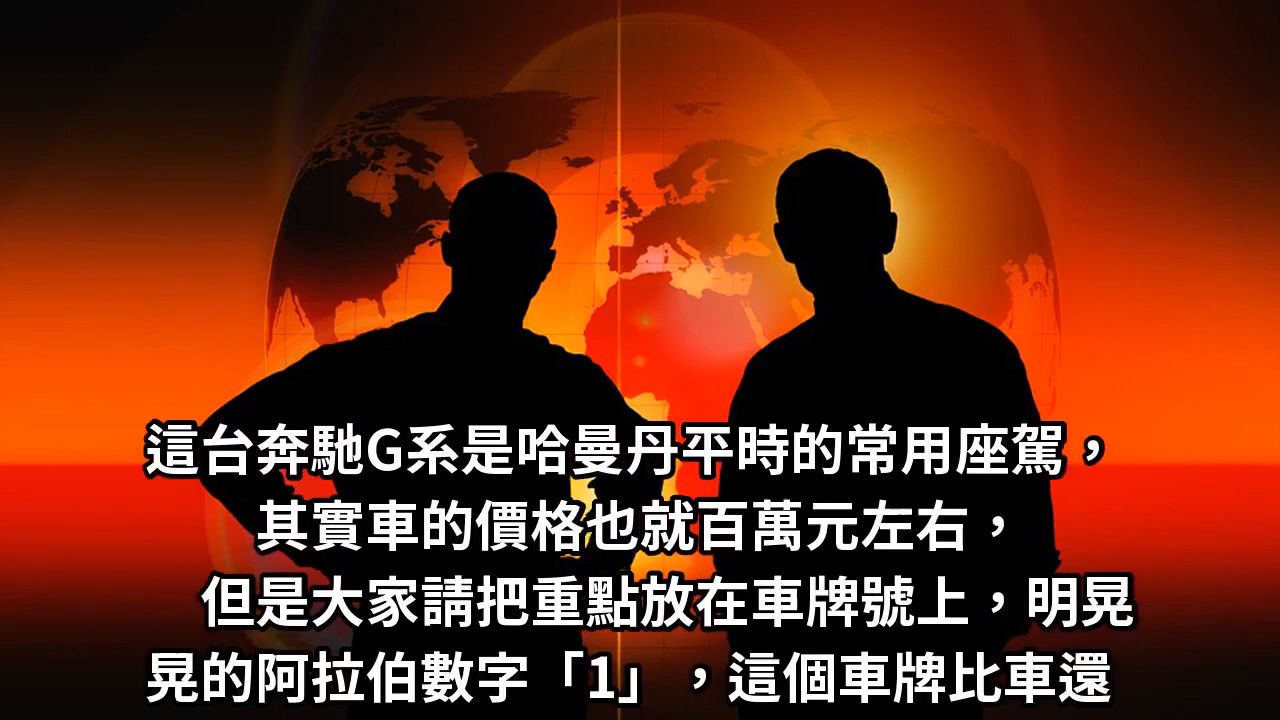 這台奔馳G系是哈曼丹平時的常用座駕，
其實車的價格也就百萬元左右，
但是大家請把重點放在車牌號上，明晃
晃的阿拉伯數字「1」，這個車牌比車還